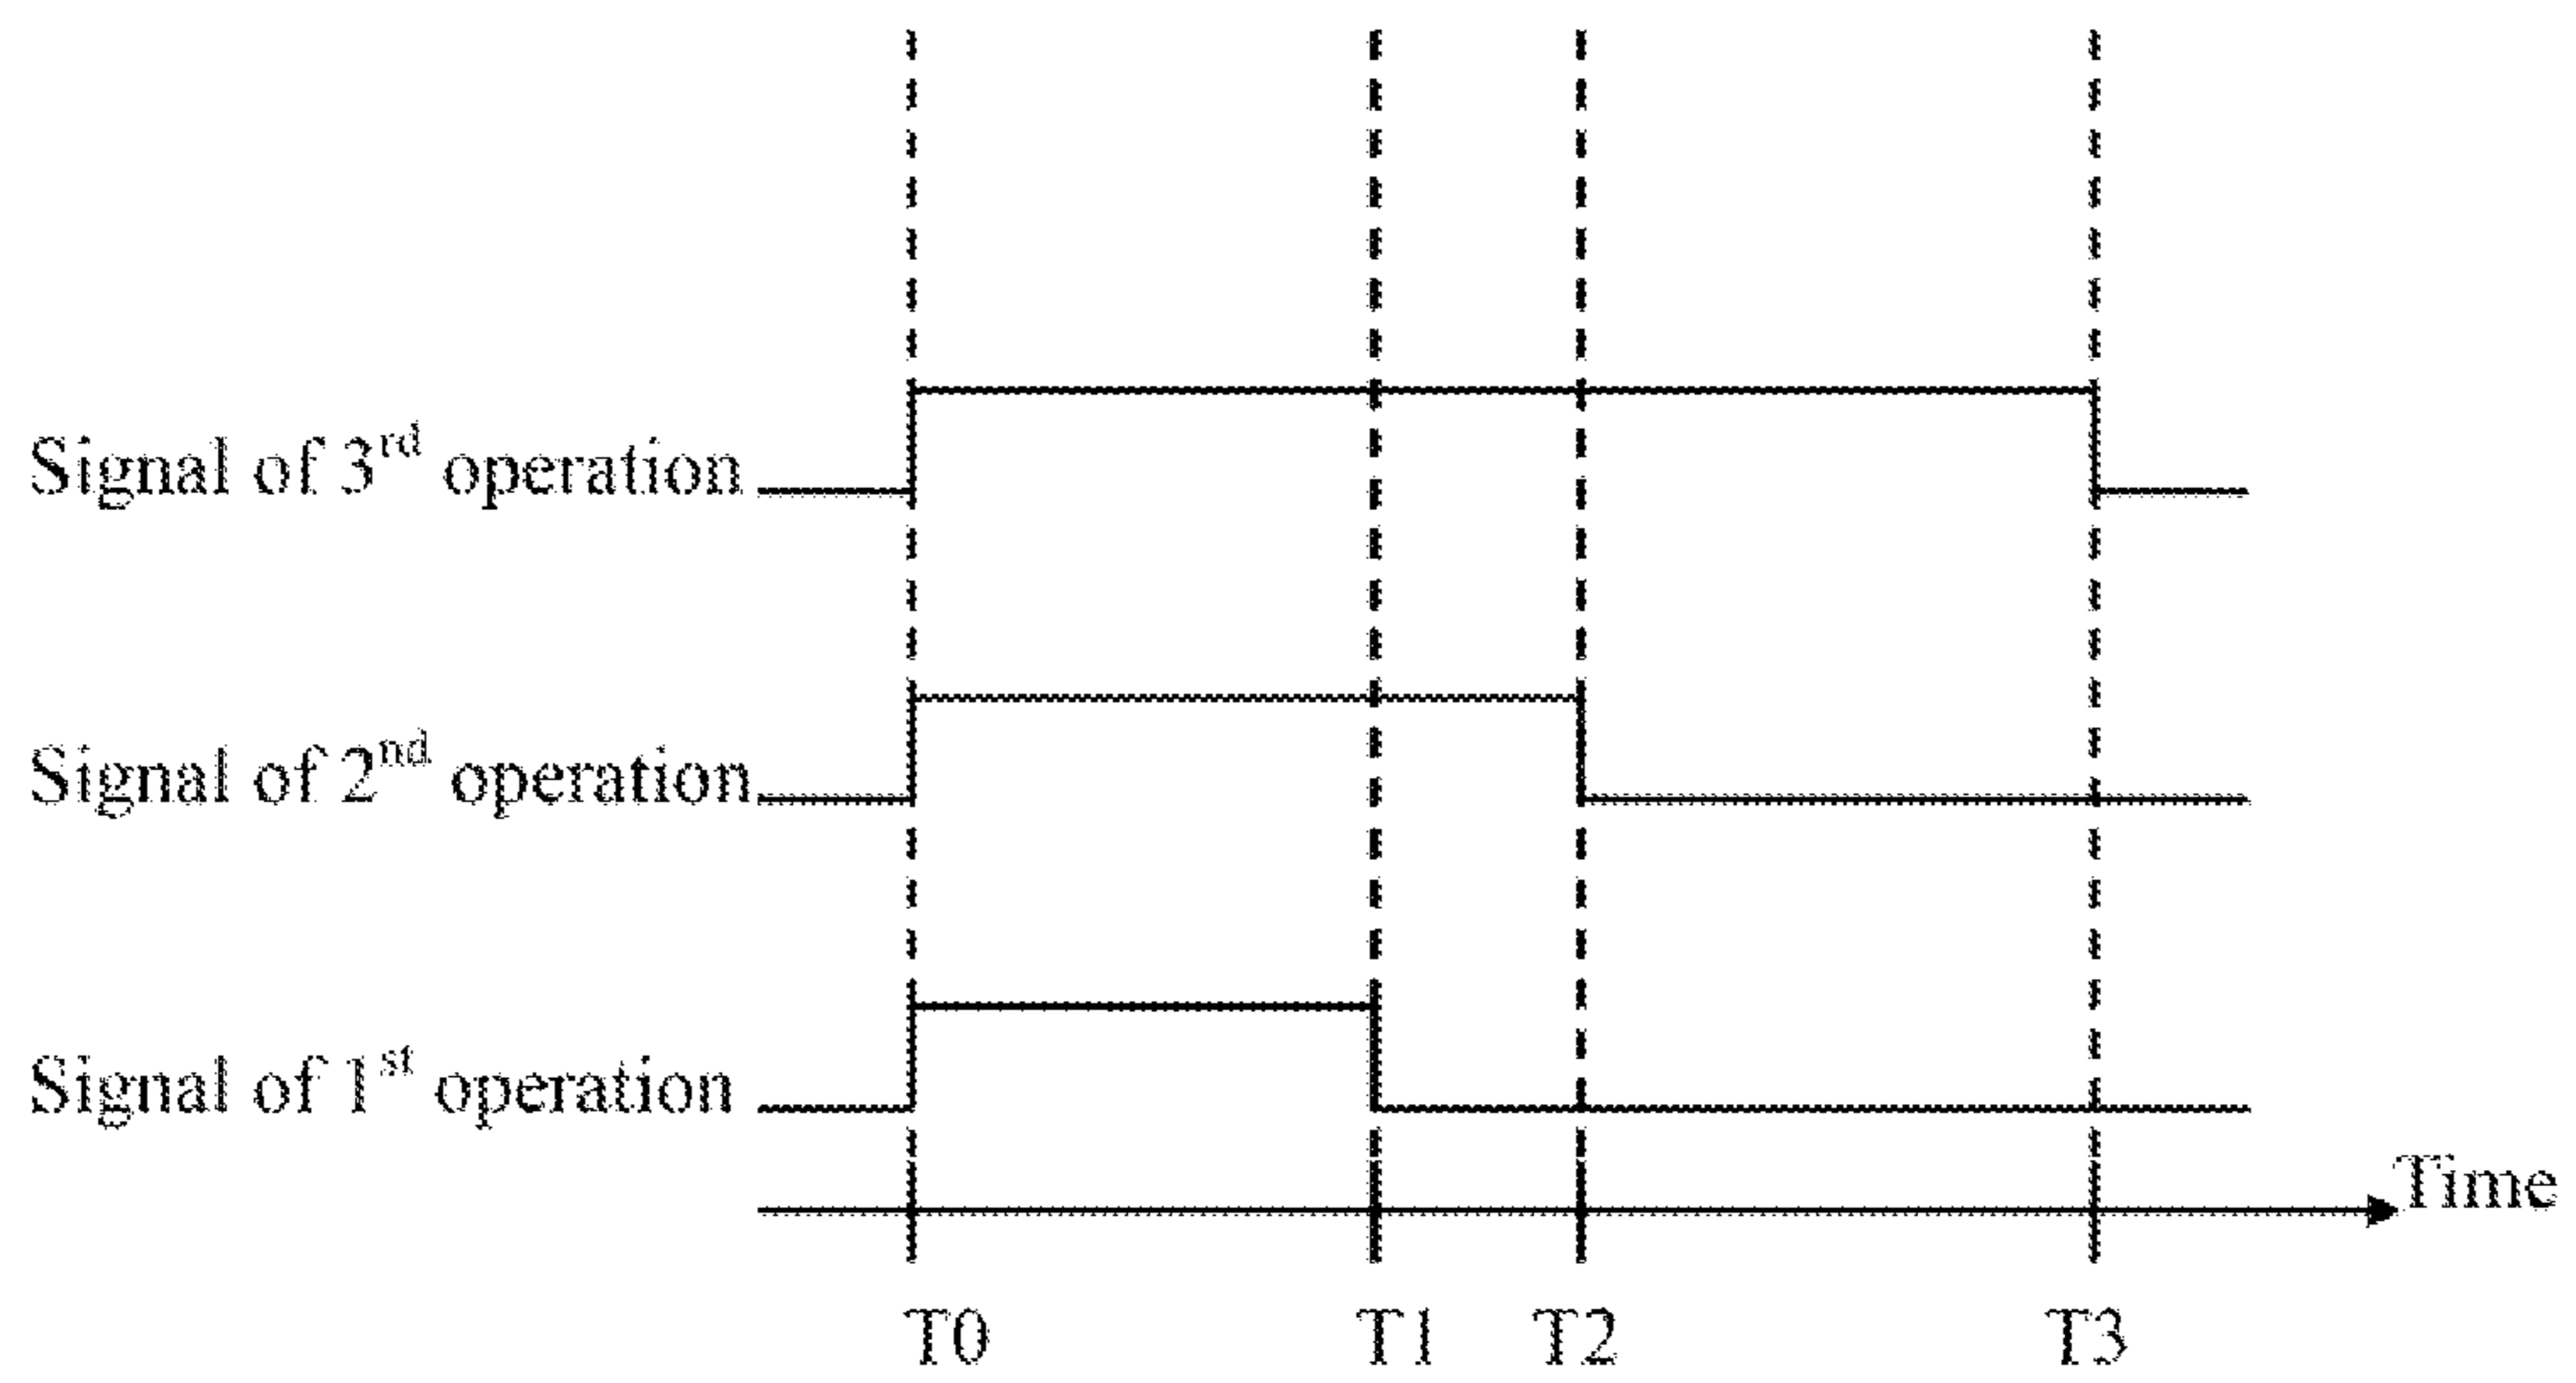 Signal of 3rd operation
Signal of 2nd operation
Signal of 1st operation
Time
T0 T1 T2 T3